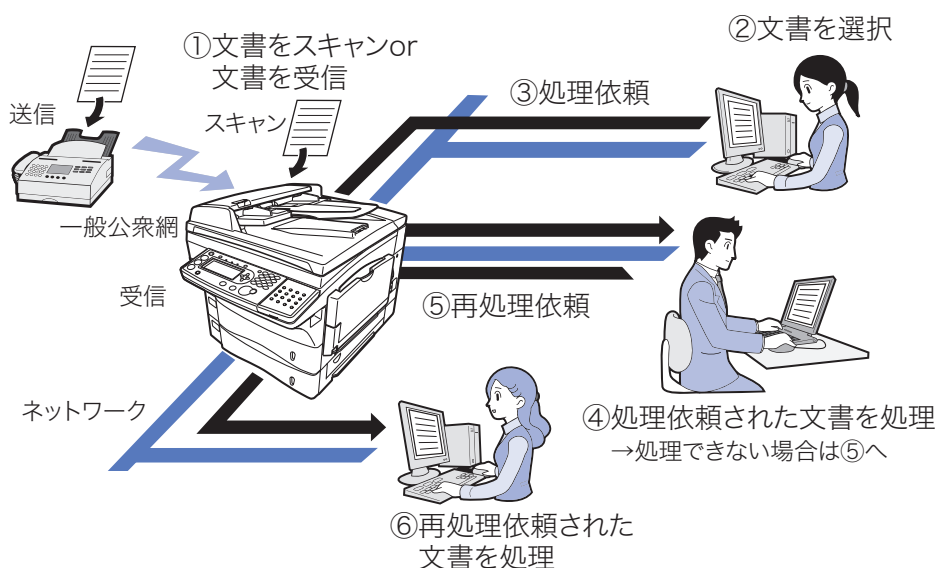 ①文書をスキャンor
文書を受信
②文書を選択
送信
スキャン
③処理依頼
一般公衆網
受信
⑤再処理依頼
ネットワーク
④処理依頼された文書を処理
→処理できない場合は⑤へ
⑥再処理依頼された
文書を処理